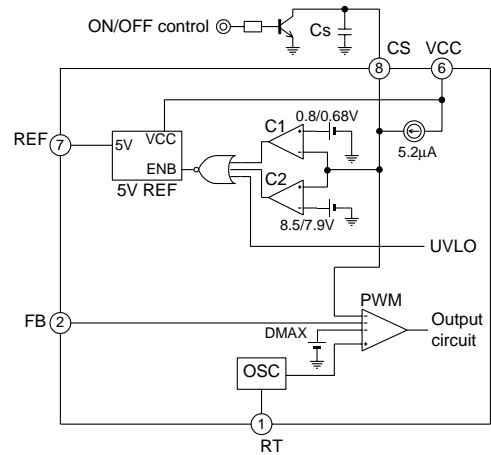 ON/OFF control
Cs
CS
VCC
8
6
REF
7
5V
VCC
ENB
5V REF
C1
0.8/0.68V
5.2μA
C2
8.5/7.9V
UVLO
FB
2
PWM
DMAX
Output
circuit
OSC
1
RT